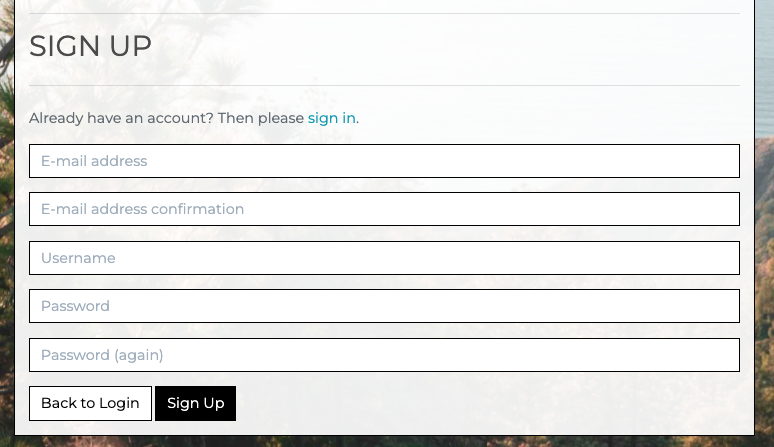 SIGN UP
Already have an account? Then please sign in.
E-mail address
E-mail address confirmation
Username
Password
Password (again)
Back to Login Sign Up